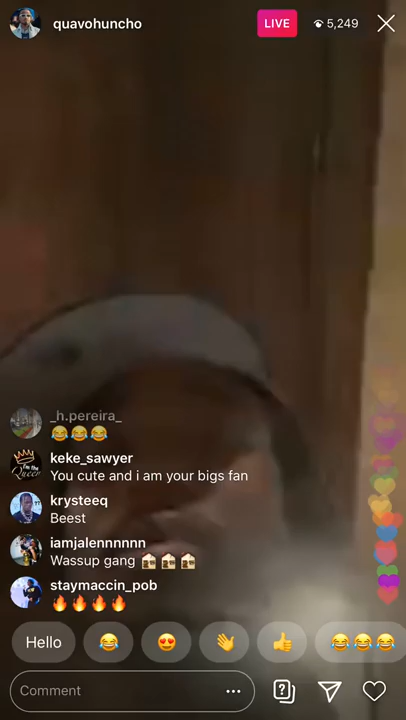 quavohuncho
LIVE
5,249
_h.pereira_
😂😂😂
keke_sawyer
You cute and i am your bigs fan
krysteeq
Beest
iamjalennnnnn
Wassup gang
staymaccin_pob
🔥🔥🔥🔥
Hello
😂 😍 👋 👍 😂😂😂
Comment